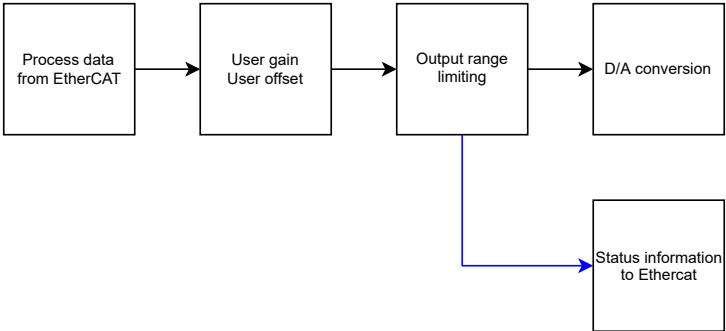 Process data
from EtherCAT
User gain
User offset
Output range
limiting
D/A conversion
Status information
to Ethercat